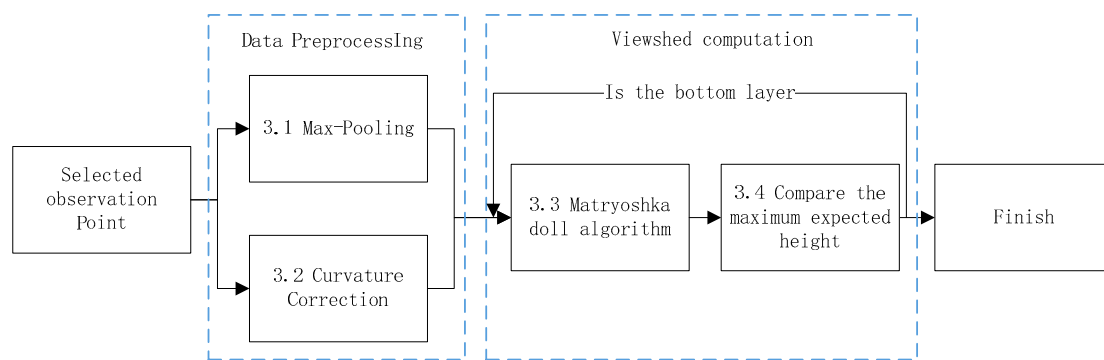 Data PreprocessIng
Viewshed computation
Is the bottom layer
3.1 Max-Pooling
Selected
observation
Point
3.3 Matryoshka
doll algorithm
3.4 Compare the
maximum expected
height
Finish
3.2 Curvature
Correction